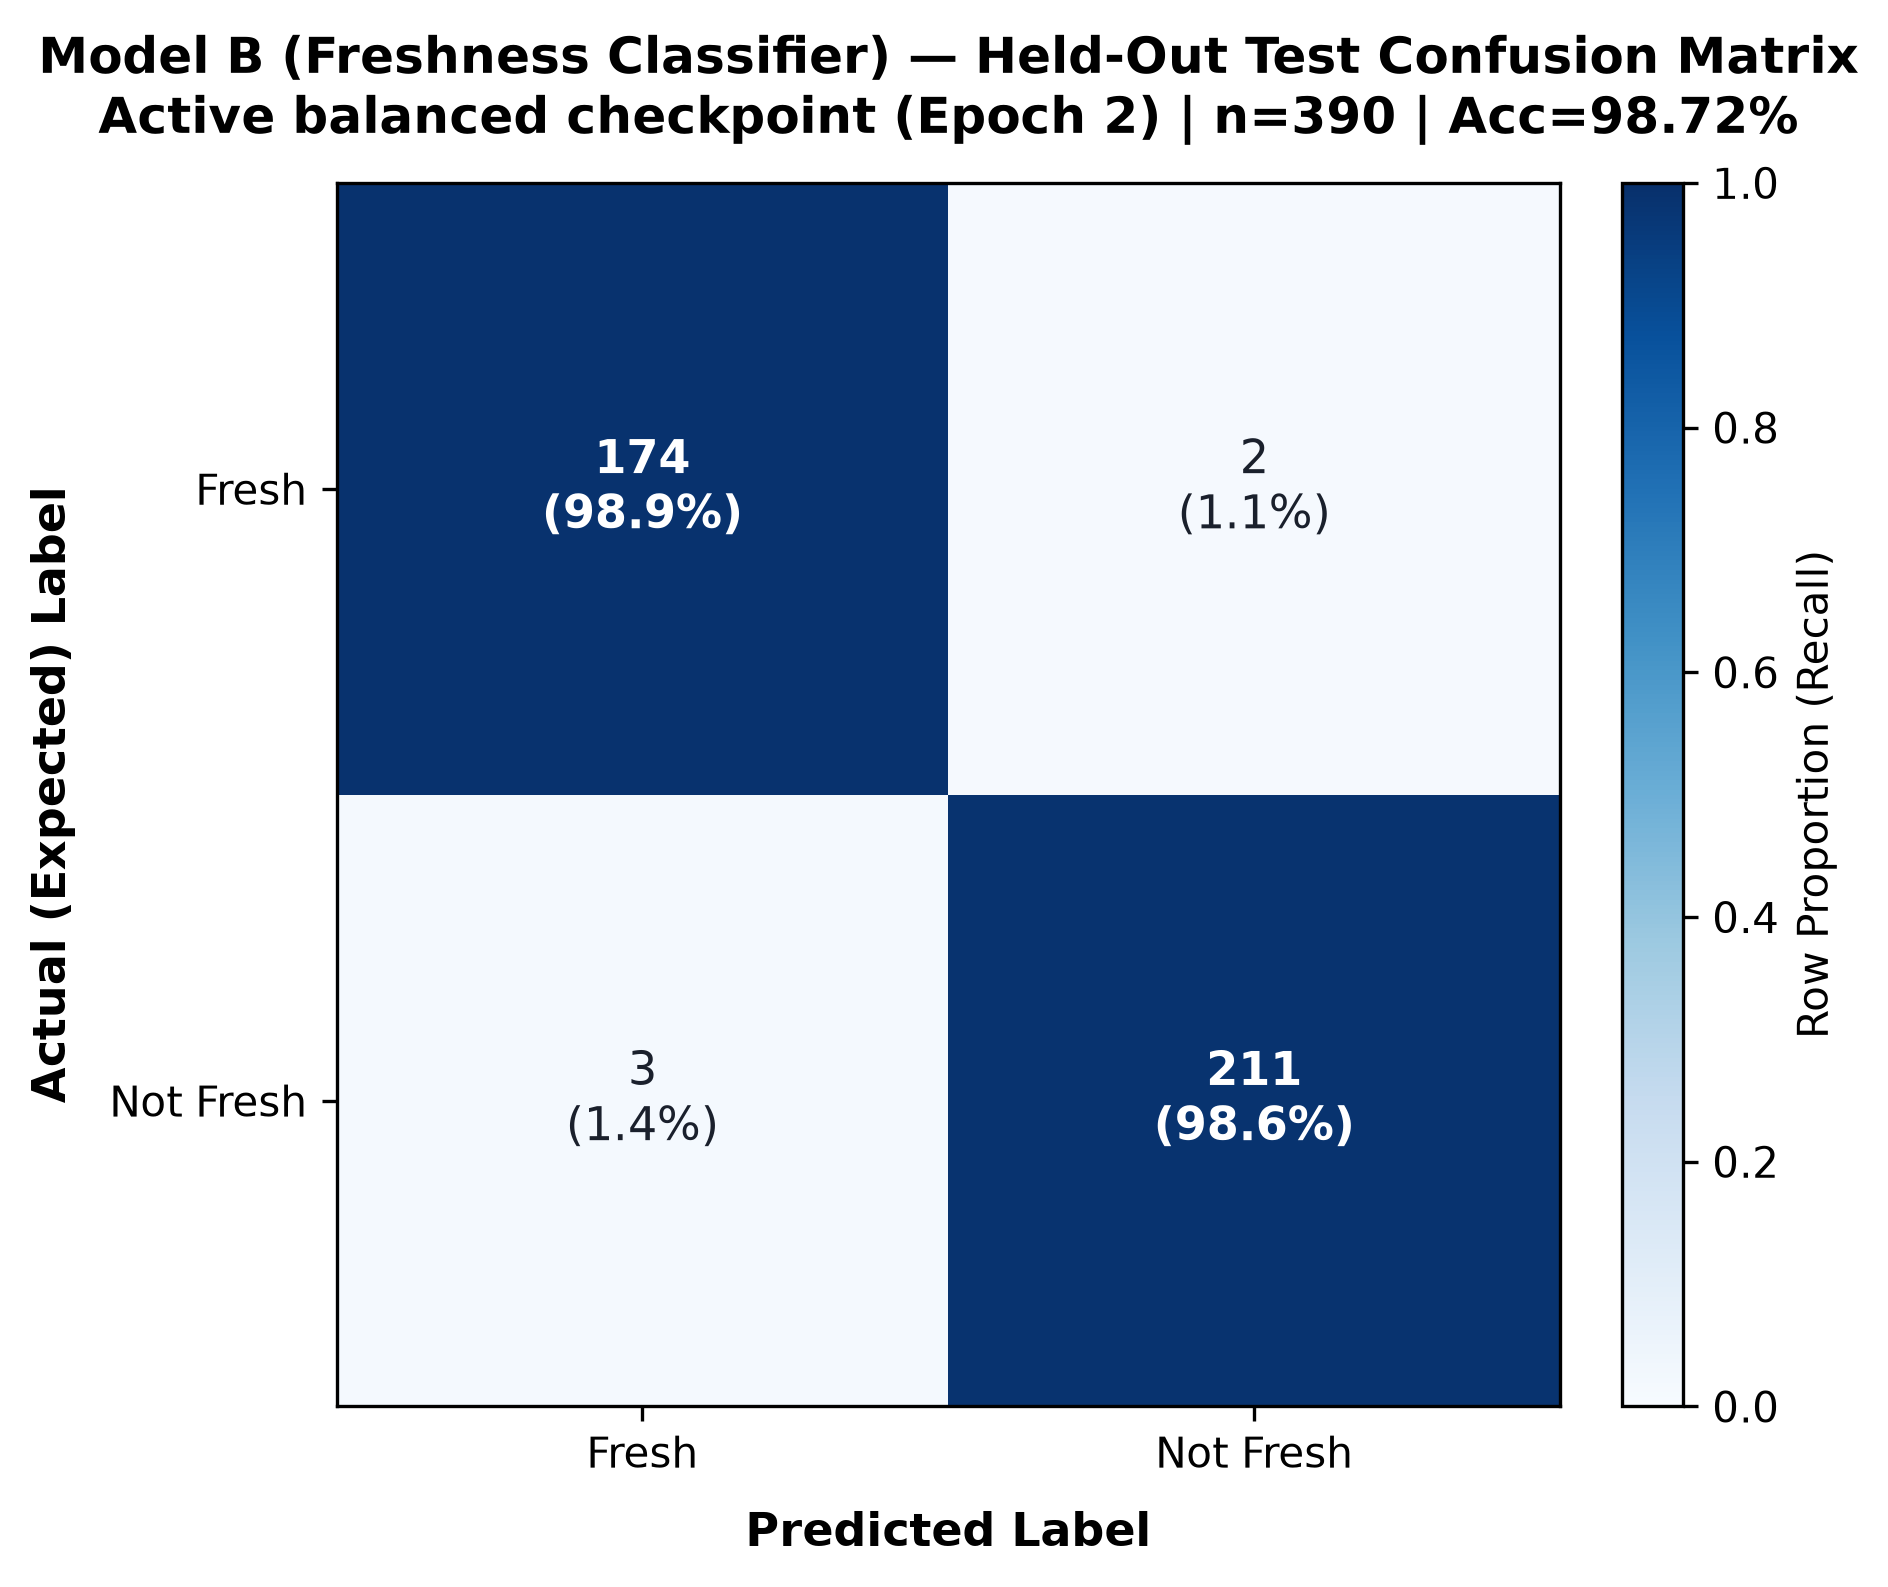 Model B (Freshness Classifier) — Held-Out Test Confusion Matrix
Active balanced checkpoint (Epoch 2) | n=390 | Acc=98.72%
Actual (Expected) Label
Fresh
Not Fresh
174
(98.9%)
2
(1.1%)
3
(1.4%)
211
(98.6%)
Fresh
Not Fresh
Predicted Label
1.0
0.8
0.6
0.4
0.2
0.0
Row Proportion (Recall)